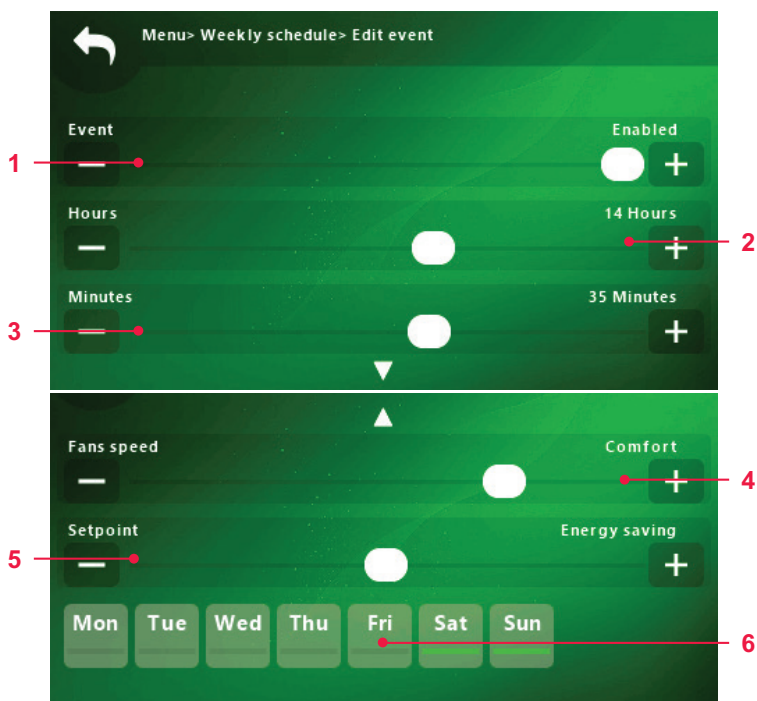 Menu> Weekly schedule> Edit event
Event Enabled
1
Hours 14 Hours
2
Minutes 35 Minutes
3
Fans speed Comfort
4
Setpoint Energy saving
5
Mon Tue Wed Thu Fri Sat Sun
6